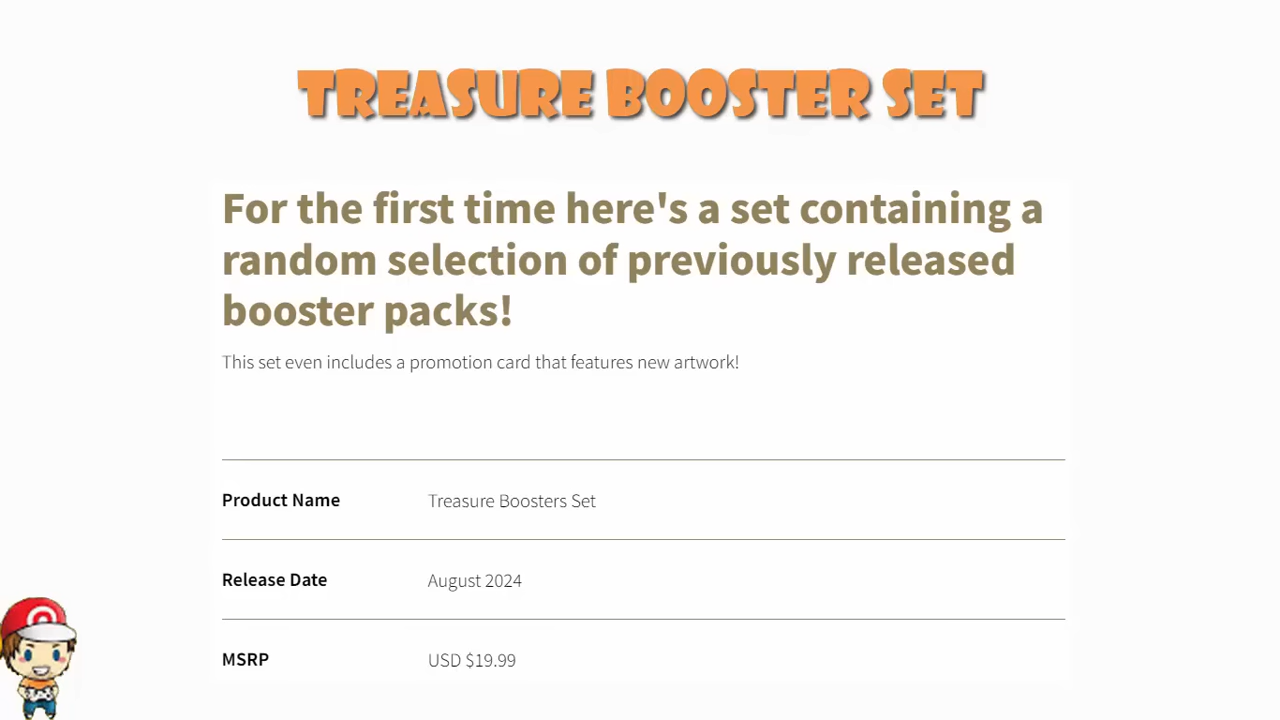 TREASURE BOOSTER SET
For the first time here's a set containing a
random selection of previously released
booster packs!
This set even includes a promotion card that features new artwork!
Product Name Treasure Boosters Set
Release Date August 2024
MSRP USD $19.99